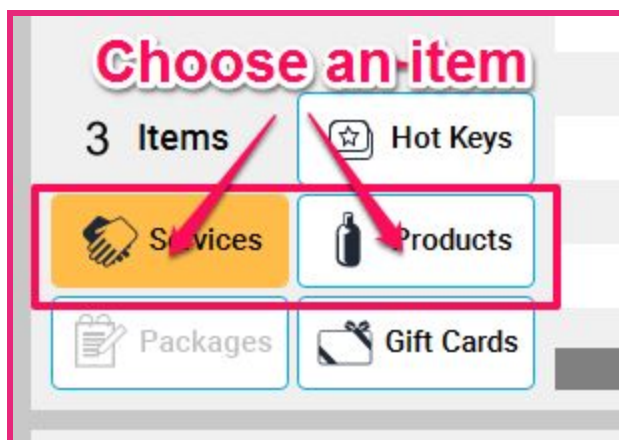 Choose an item
3 Items
Hot Keys
Services
Products
Packages
Gift Cards